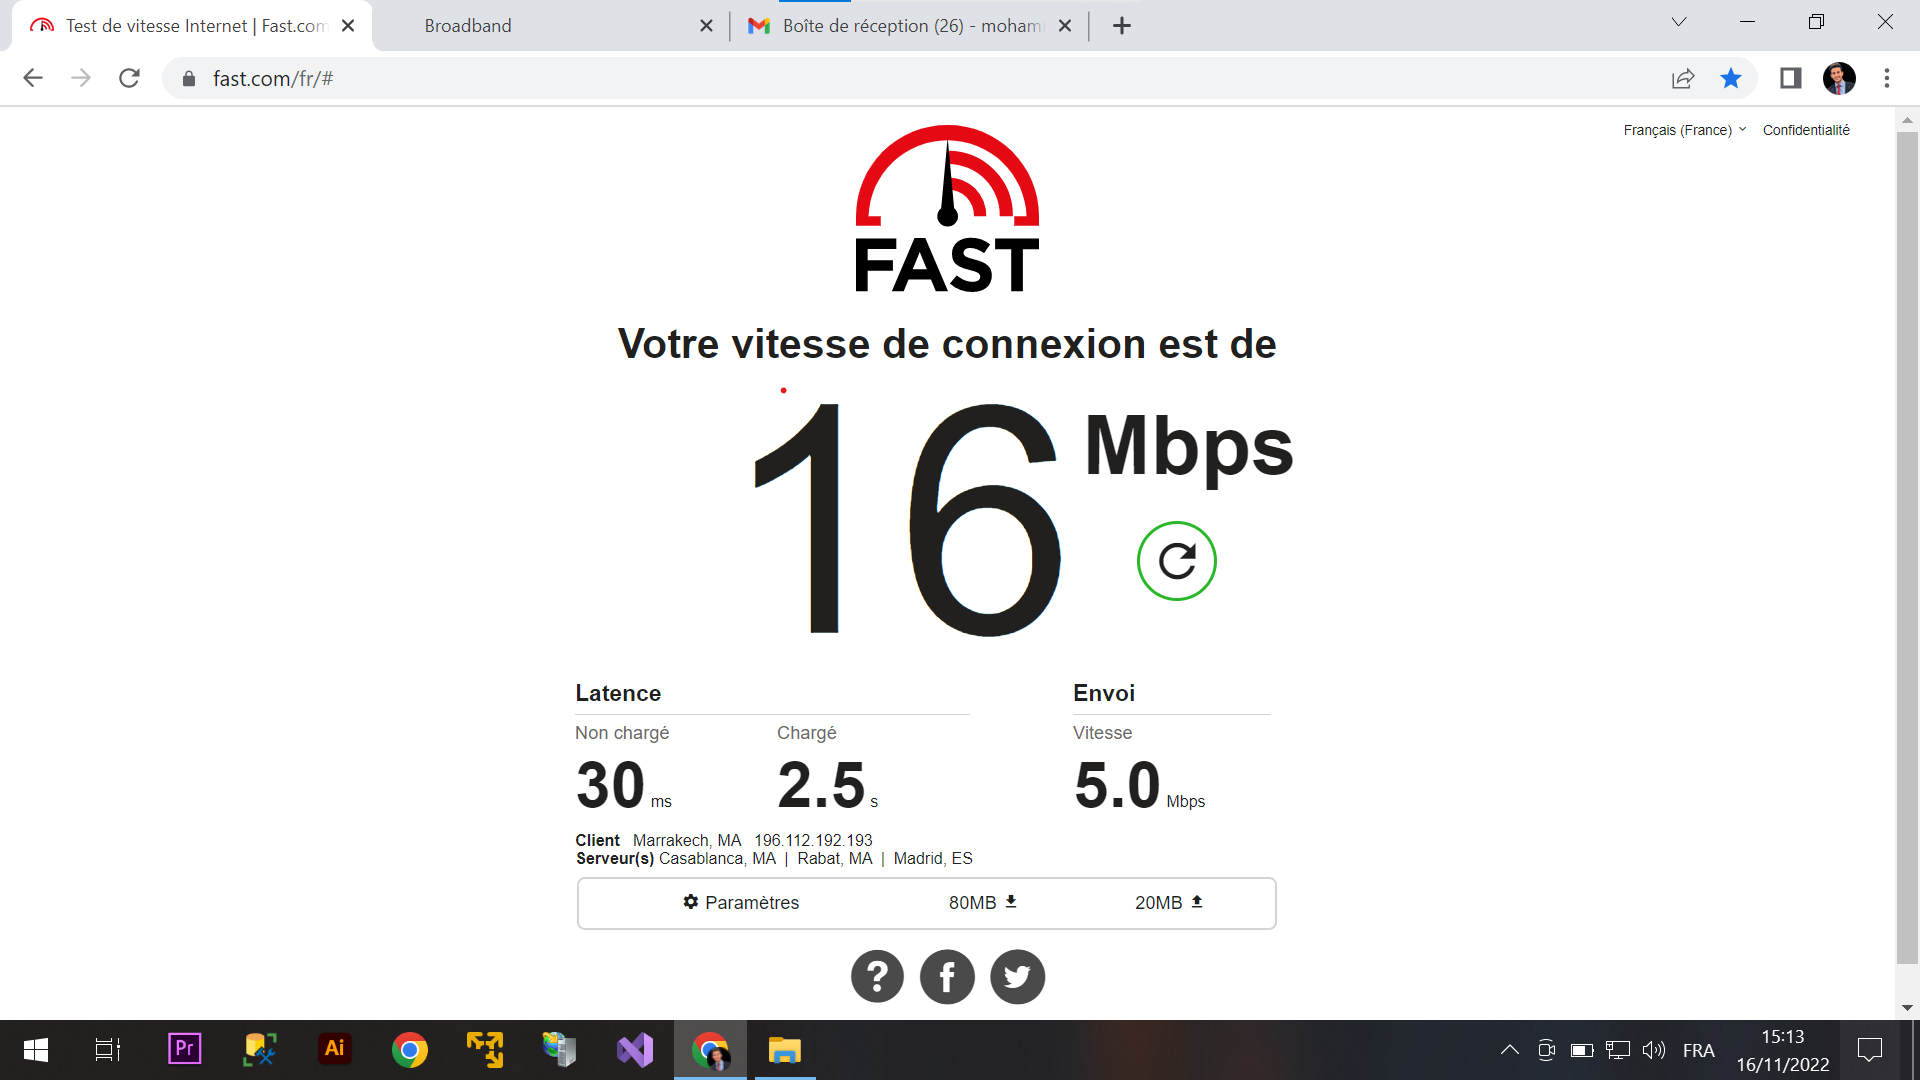 Test de vitesse Internet | Fast.com
Broadband
Boîte de réception (26) - moham
fast.com/fr/#
Français (France)
Confidentialité
FAST
Votre vitesse de connexion est de
16 Mbps
Latence
Envoi
Non chargé
Chargé
Vitesse
30 ms
2.5 s
5.0 Mbps
Client Marrakech, MA 196.112.192.193
Serveur(s) Casablanca, MA | Rabat, MA | Madrid, ES
Paramètres
80MB
20MB
?
f
Pr
Ai
FRA
15:13
16/11/2022